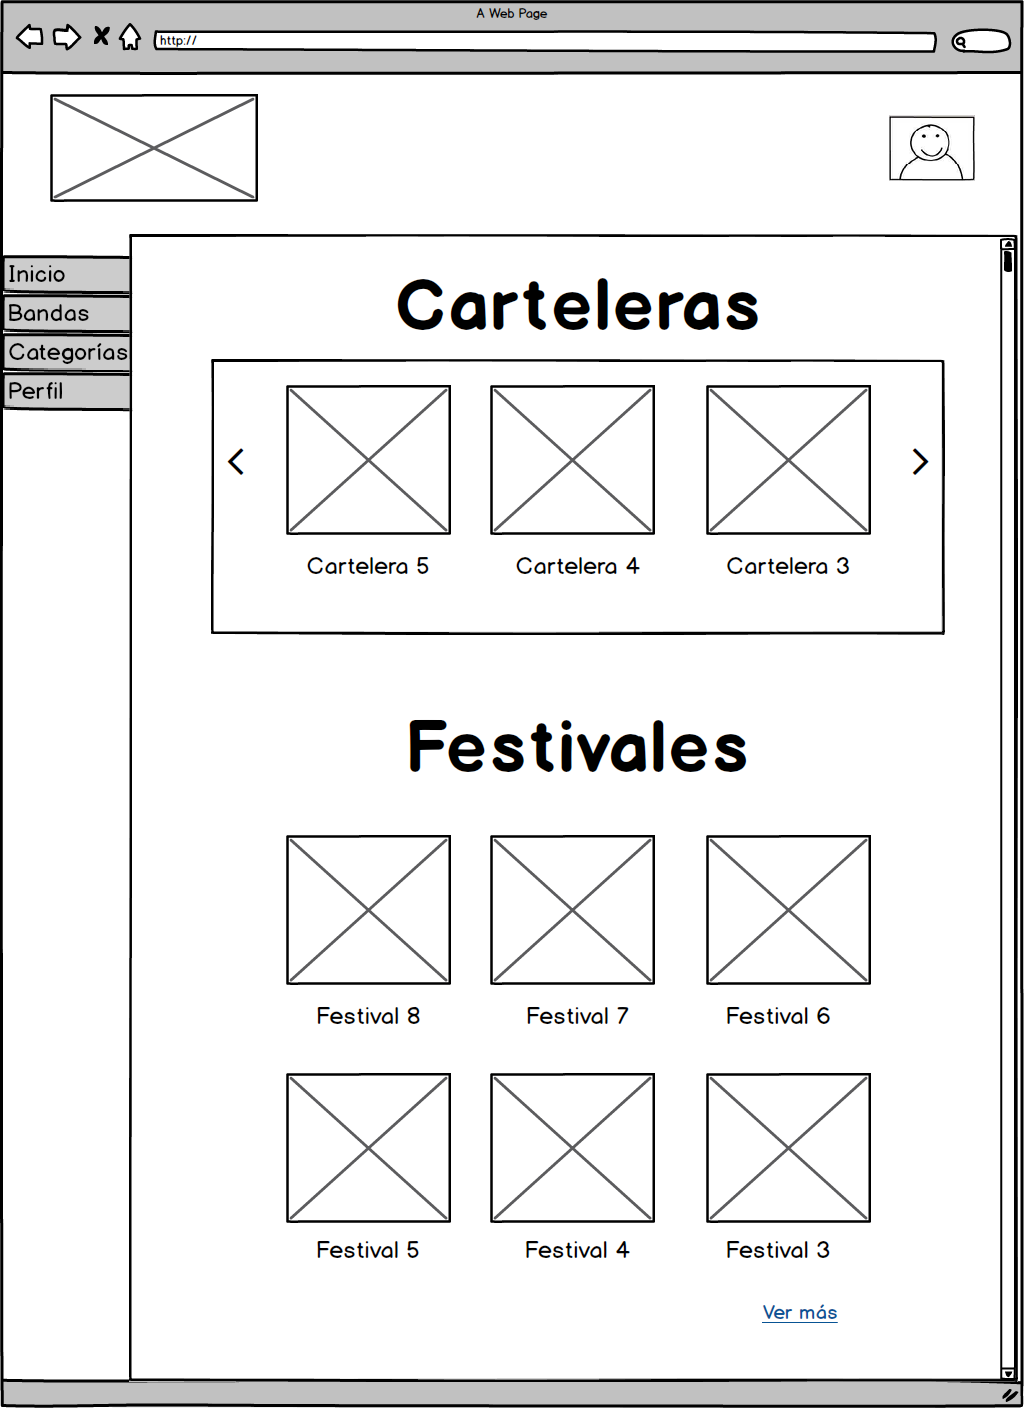 A Web Page
http://
Inicio
Bandas
Categorías
Perfil
Carteleras
Cartelera 5
Cartelera 4
Cartelera 3
Festivales
Festival 8
Festival 7
Festival 6
Festival 5
Festival 4
Festival 3
Ver más